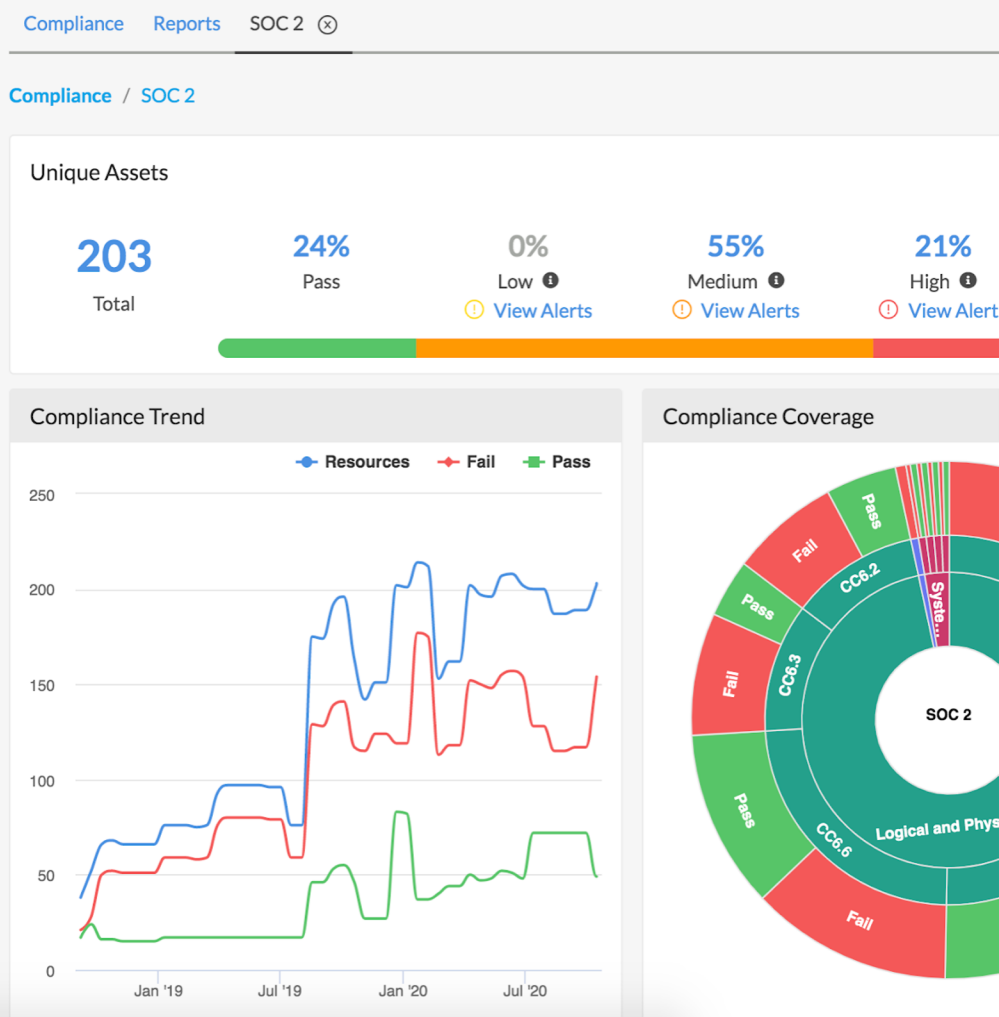 Compliance Reports SOC 2
Compliance / SOC 2
Unique Assets
203
Total
24%
Pass
0%
Low
View Alerts
55%
Medium
View Alerts
21%
High
View Alert
Compliance Trend
Resources Fail Pass
250
200
150
100
50
0
Jan '19 Jul '19 Jan '20 Jul '20
Compliance Coverage
Pass
Fail
CC6.2
Pass
Syste...
CC6.3
Fail
SOC 2
Pass
CC6.6
Logical and Phys
Fail